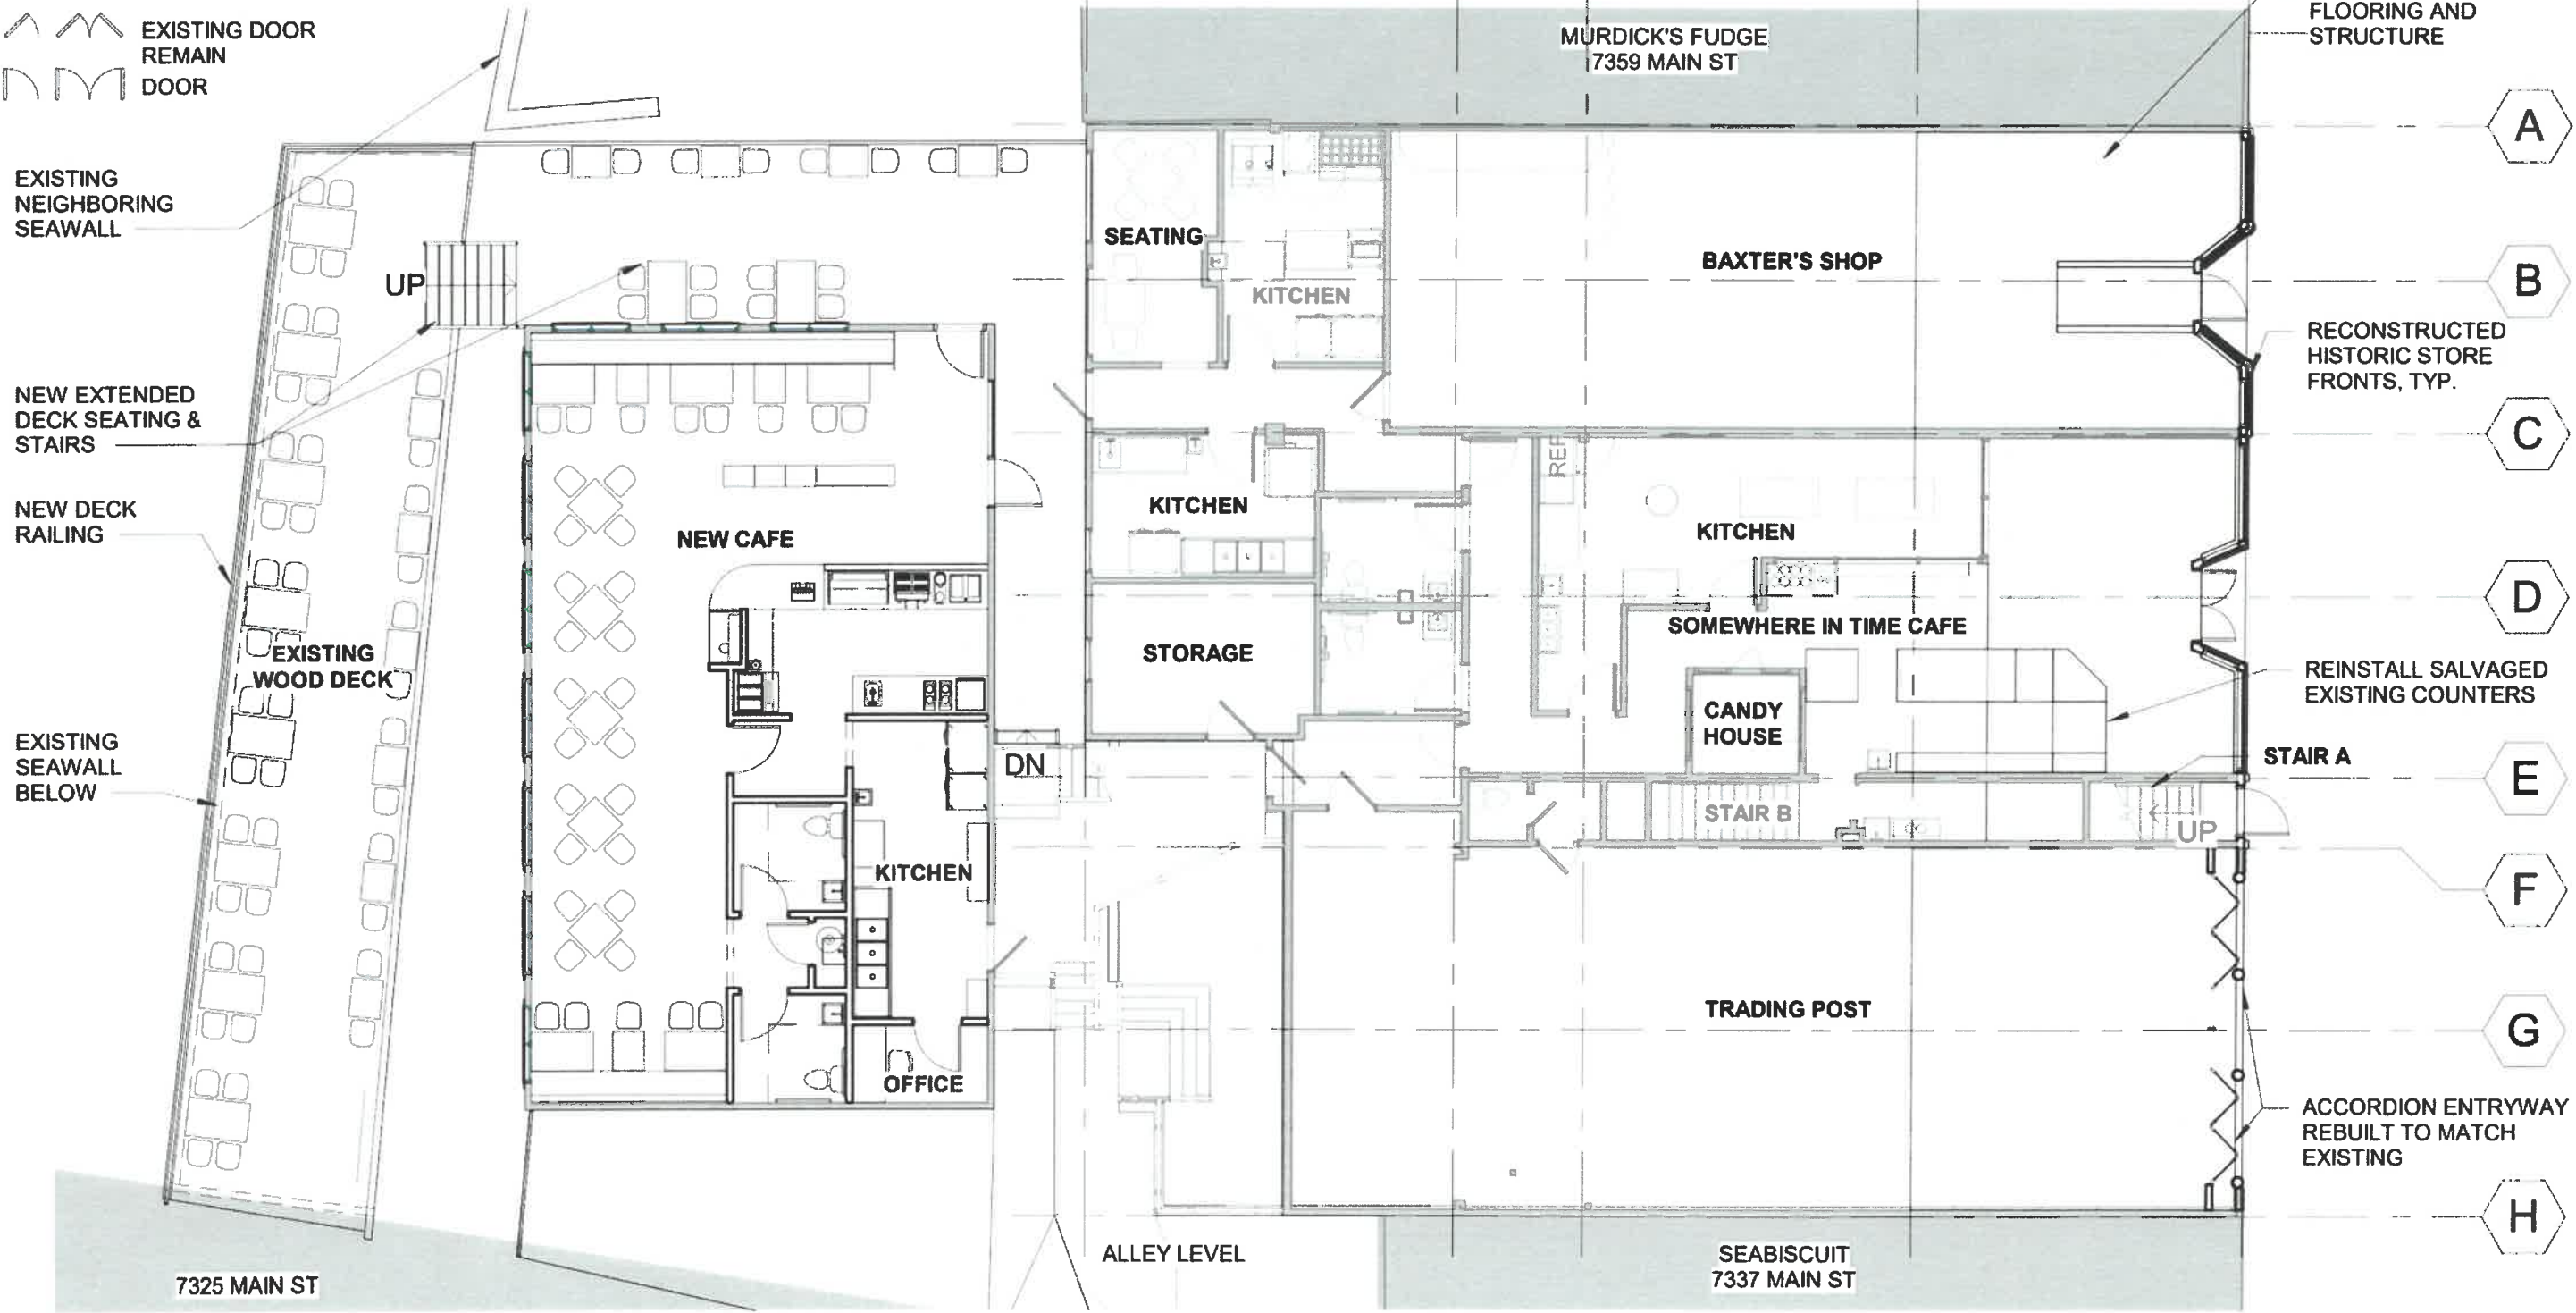 EXISTING DOOR
REMAIN
DOOR
MURDICK'S FUDGE
7359 MAIN ST
FLOORING AND
STRUCTURE
A
EXISTING
NEIGHBORING
SEAWALL
SEATING
KITCHEN
BAXTER'S SHOP
UP
B
RECONSTRUCTED
HISTORIC STORE
FRONTS, TYP.
NEW EXTENDED
DECK SEATING &
STAIRS
C
REF
NEW DECK
RAILING
NEW CAFE
KITCHEN
KITCHEN
D
SOMEWHERE IN TIME CAFE
EXISTING
WOOD DECK
STORAGE
REINSTALL SALVAGED
EXISTING COUNTERS
CANDY
HOUSE
EXISTING
SEAWALL
BELOW
DN
STAIR A
E
STAIR B
UP
KITCHEN
F
TRADING POST
G
OFFICE
ACCORDION ENTRYWAY
REBUILT TO MATCH
EXISTING
H
ALLEY LEVEL
SEABISCUIT
7337 MAIN ST
7325 MAIN ST